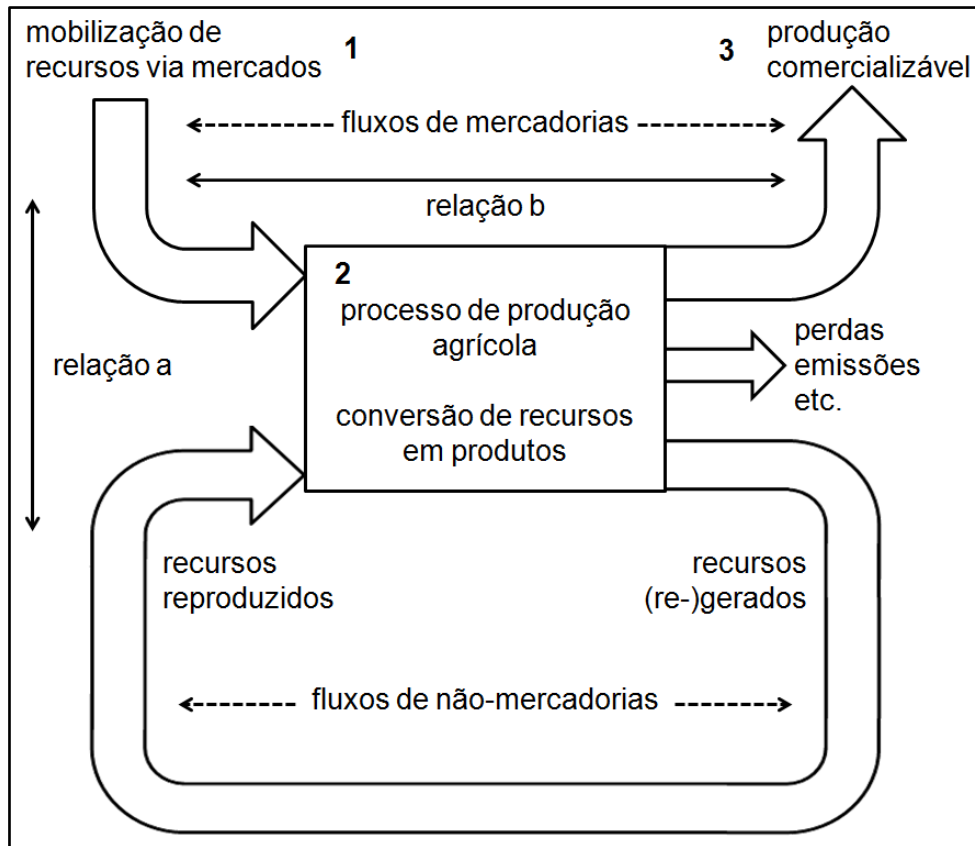 mobilização de
recursos via mercados
1
3
produção
comercializável
fluxos de mercadorias
relação b
relação a
2
processo de produção
agrícola
conversão de recursos
em produtos
perdas
emissões
etc.
recursos
reproduzidos
recursos
(re-)gerados
fluxos de não-mercadorias